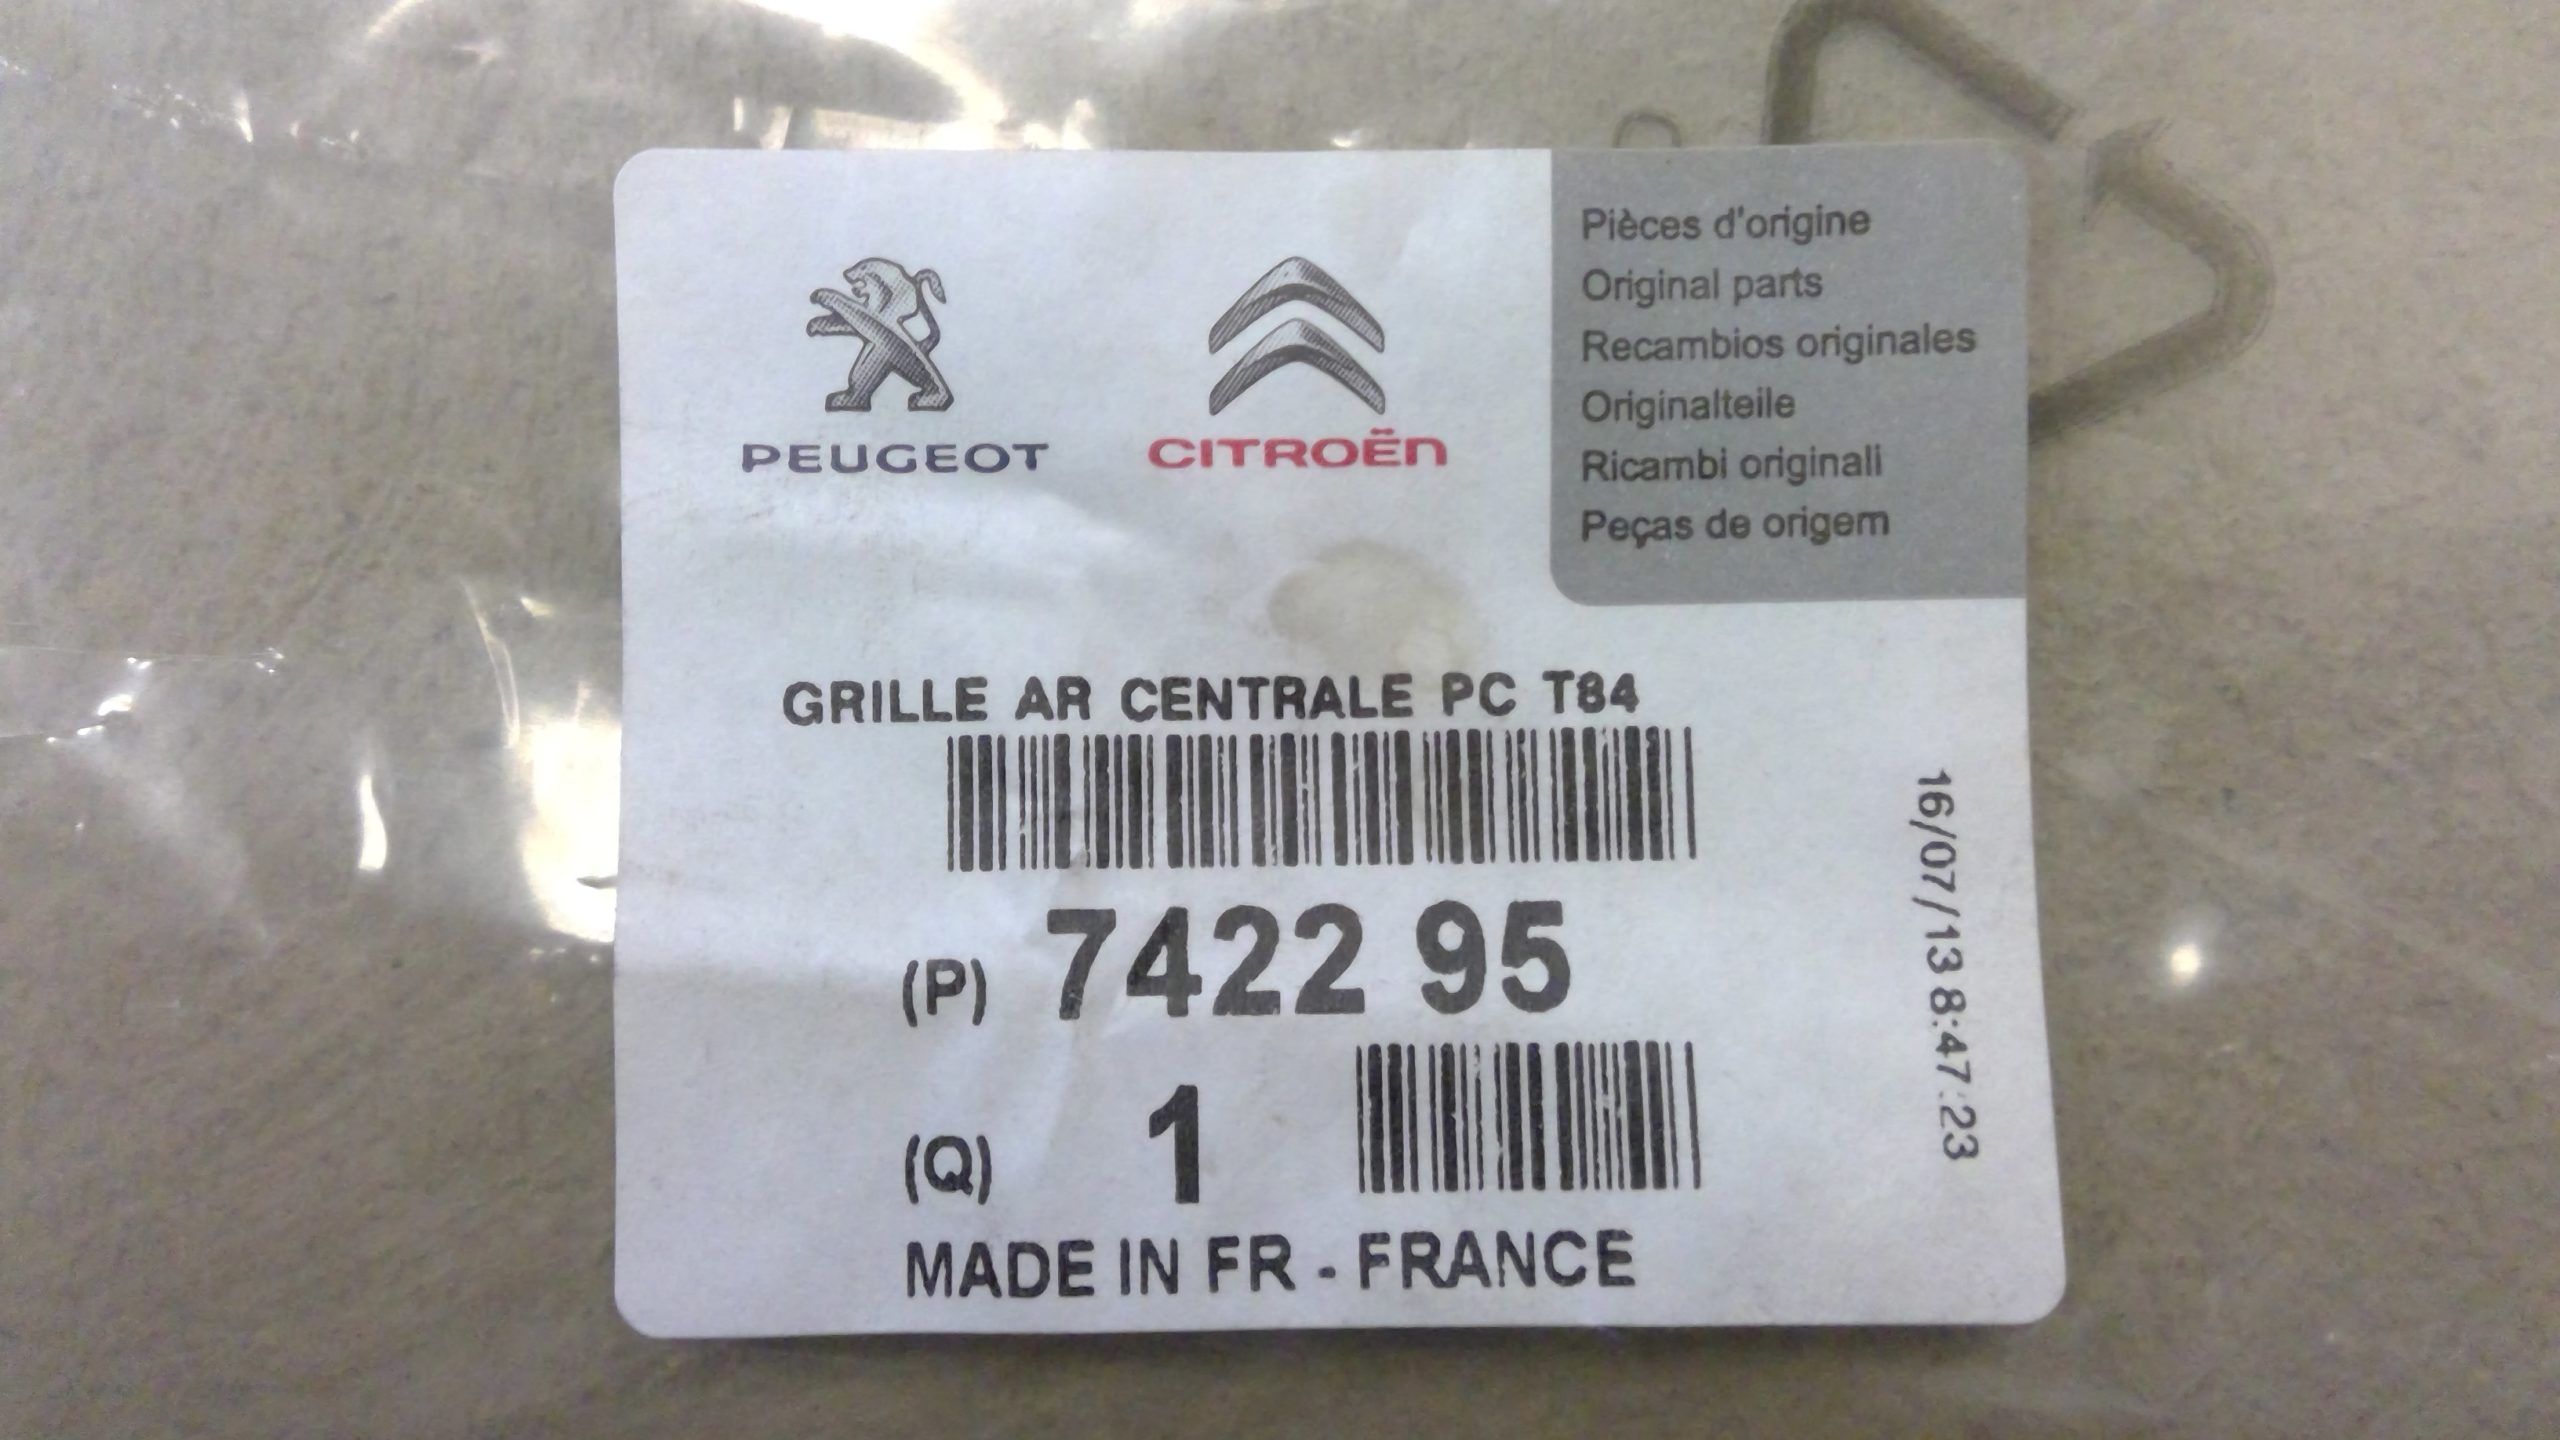 PEUGEOT
CITROËN
Pièces d'origine
Original parts
Recambios originales
Originalteile
Ricambi originali
Peças de origem
GRILLE AR CENTRALE PC T84
(P) 7422 95
(Q) 1
MADE IN FR - FRANCE
16/07/13 8:47:23